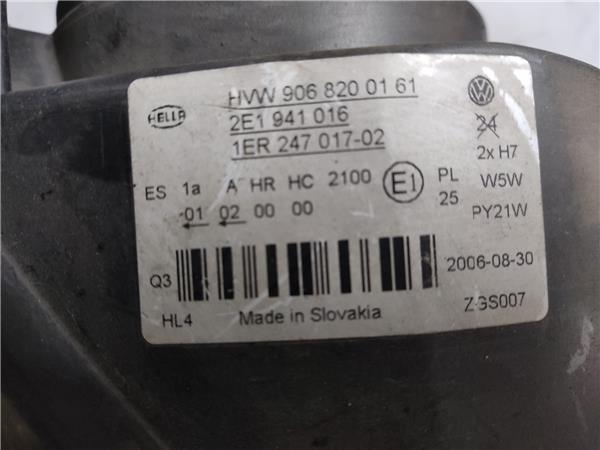 HELLA
HVW 906 820 01 61
2E1 941 016
1ER 247 017-02
24
2x H7
ES 1a A HR HC 2100 E1 PL W5W
01 02 00 00 25 PY21W
Q3 2006-08-30
HL4 Made in Slovakia ZGS007